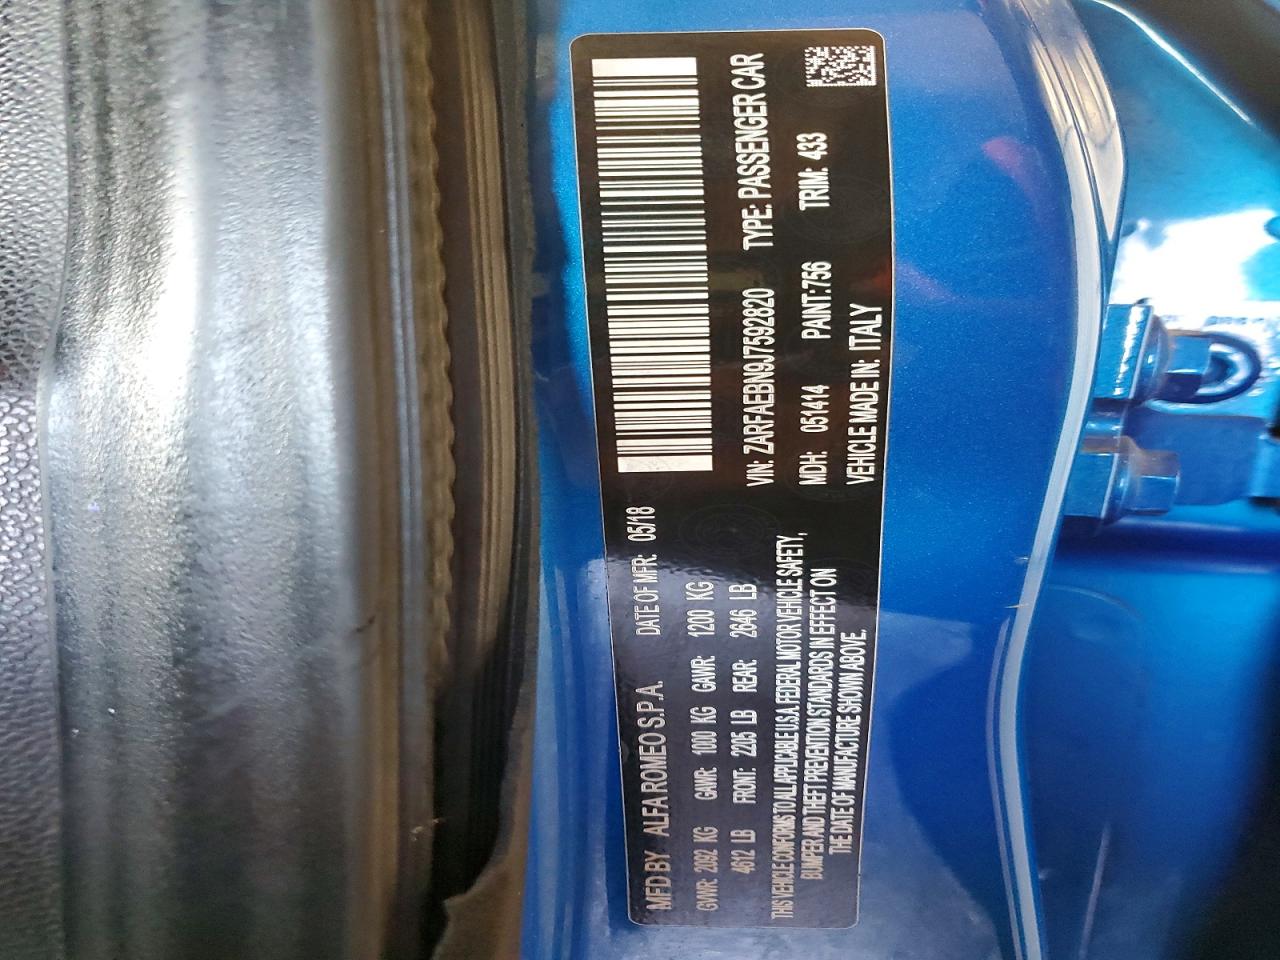 MFD BY ALFA ROMEO S.P.A. DATE OF MFR: 05/18
GVWR: 2092 KG GAWR: 1000 KG GAWR: 1200 KG
4612 LB FRONT: 2205 LB REAR: 2646 LB
THIS VEHICLE CONFORMS TO ALL APPLICABLE U.S.A. FEDERAL MOTOR VEHICLE SAFETY,
BUMPER AND THEFT PREVENTION STANDARDS IN EFFECT ON
THE DATE OF MANUFACTURE SHOWN ABOVE.
VIN: ZARFAEBN9J7592820 TYPE: PASSENGER CAR
MDH: 051414 PAINT:756 TRIM: 433
VEHICLE MADE IN: ITALY